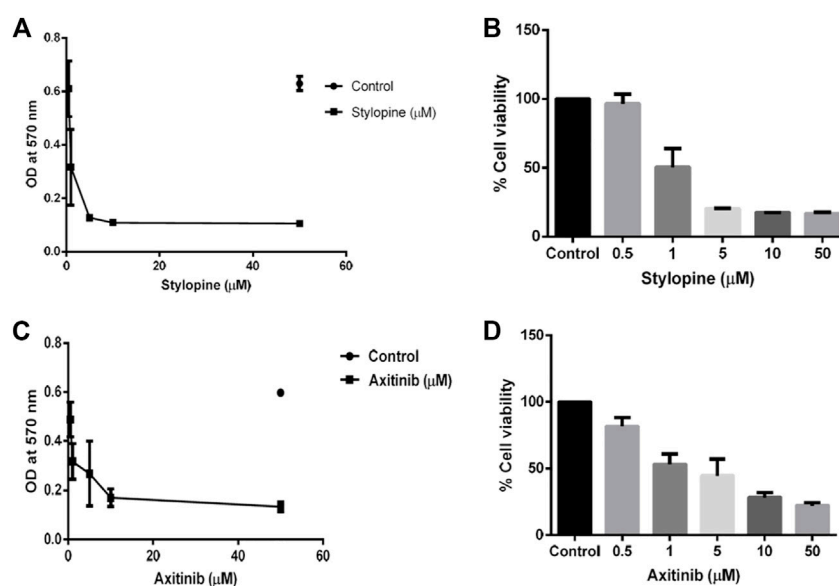 A
0.8
0.6
0.4
0.2
0.0
OD at 570 nm
0
20
40
60
Stylopine (μM)
Control
Stylopine (μM)
B
150
100
50
0
% Cell viability
Control 0.5 1 5 10 50
Stylopine (μM)
C
0.8
0.6
0.4
0.2
0.0
OD at 570 nm
0
20
40
60
Axitinib (μM)
Control
Axitinib (μM)
D
150
100
50
0
% Cell viability
Control 0.5 1 5 10 50
Axitinib (μM)